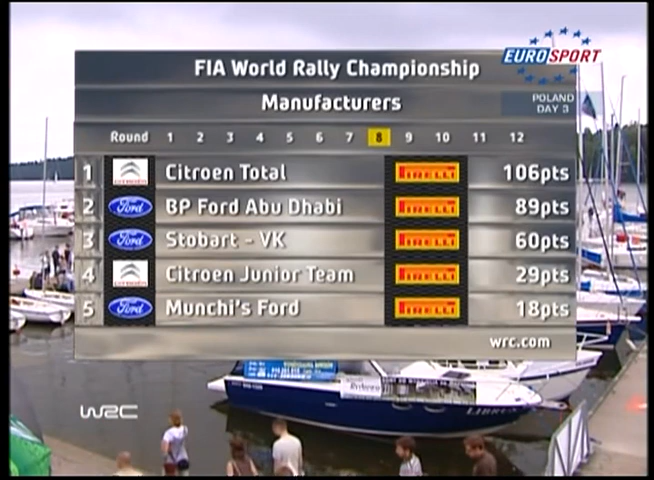 EUROSPORT
FIA World Rally Championship
Manufacturers
POLAND
DAY 3
Round 1 2 3 4 5 6 7 8 9 10 11 12
1 Citroen Total PIRELLI 106pts
2 Ford BP Ford Abu Dhabi PIRELLI 89pts
3 Ford Stobart - VK PIRELLI 60pts
4 Citroen Junior Team PIRELLI 29pts
5 Ford Munchi's Ford PIRELLI 18pts
wrc.com
WRC